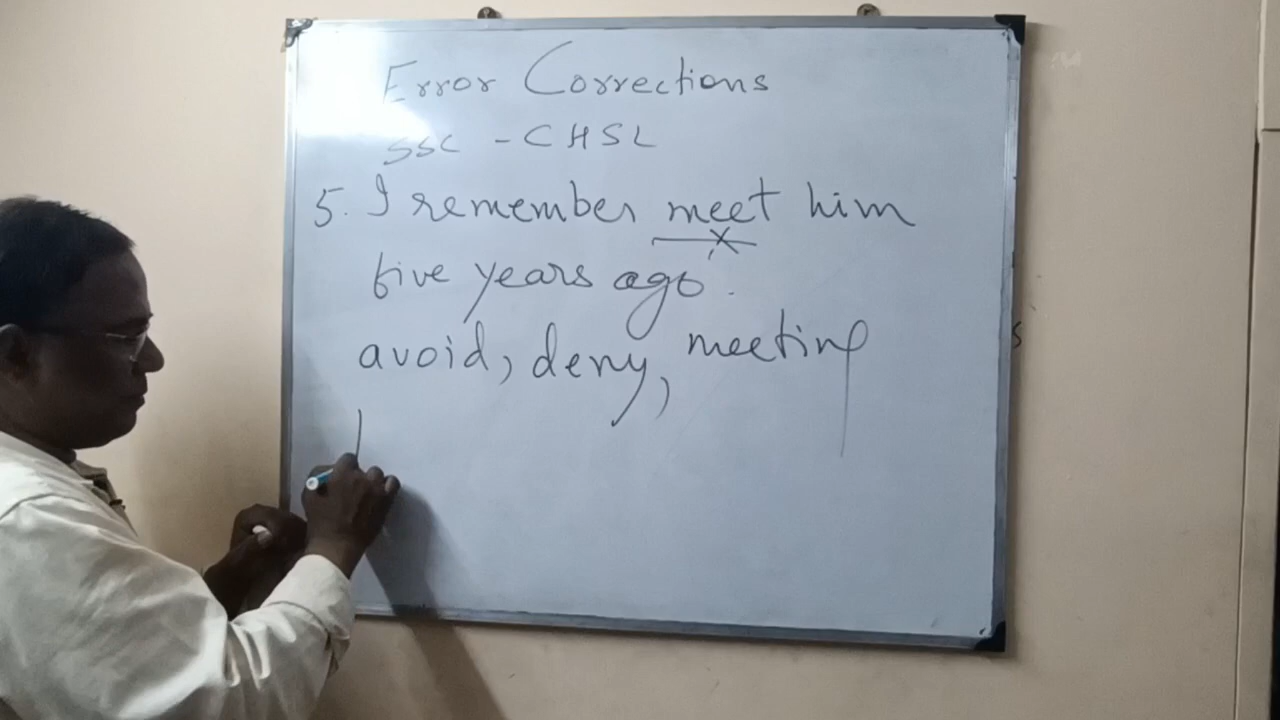 Error Corrections
SSC - CHSL
5. I remember meet him
five years ago.
avoid, deny, meeting